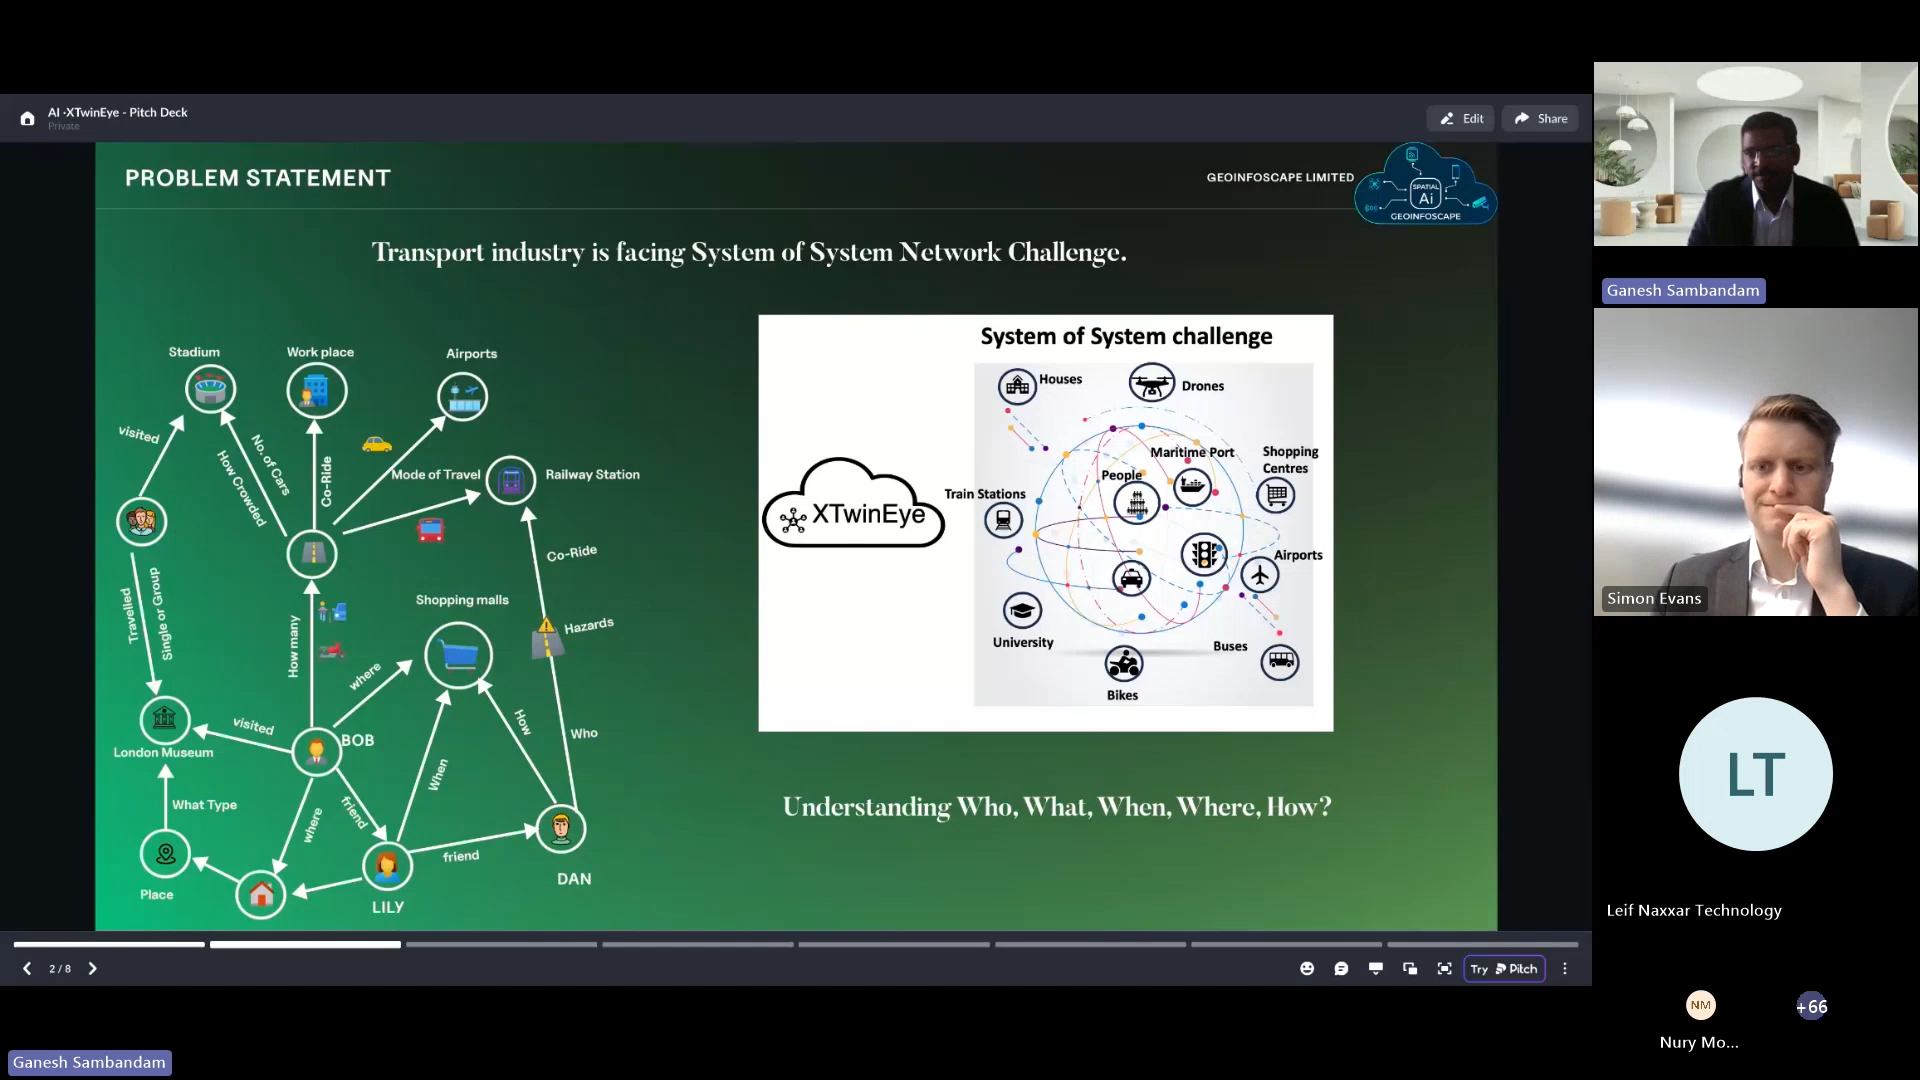 AI -XTwinEye - Pitch Deck
Private
Edit
Share
PROBLEM STATEMENT
GEOINFOSCAPE LIMITED
SPATIAL
Ai
GEOINFOSCAPE
Transport industry is facing System of System Network Challenge.
Stadium
Work place
Airports
visited
No. of Cars
How Crowded
Co-Ride
Mode of Travel
Railway Station
Co-Ride
Travelled
Single or Group
How many
Shopping malls
Hazards
where
When
How
Who
visited
BOB
London Museum
What Type
where
friend
friend
Place
LILY
DAN
System of System challenge
Houses
Drones
Maritime Port
Shopping
Centres
People
Train Stations
XTwinEye
Airports
University
Buses
Bikes
Understanding Who, What, When, Where, How?
2 / 8
Try Pitch
Ganesh Sambandam
Simon Evans
LT
Leif Naxxar Technology
NM
+66
Nury Mo...
Ganesh Sambandam